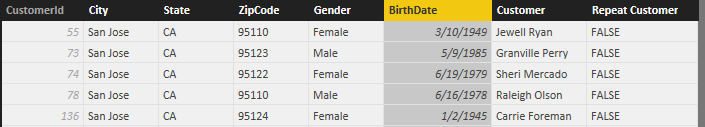 CustomerId City State ZipCode Gender BirthDate Customer Repeat Customer
55 San Jose CA 95110 Female 3/10/1949 Jewell Ryan FALSE
73 San Jose CA 95123 Male 5/9/1985 Granville Perry FALSE
74 San Jose CA 95122 Female 6/19/1979 Sheri Mercado FALSE
78 San Jose CA 95110 Male 6/16/1978 Raleigh Olson FALSE
136 San Jose CA 95124 Female 1/2/1945 Carrie Foreman FALSE